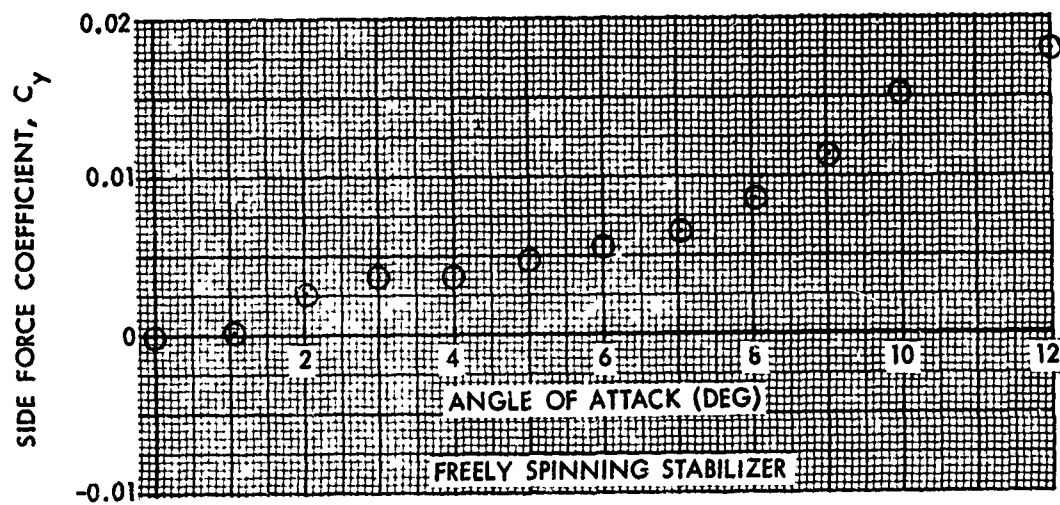 0.02
0.01
0
-0.01
SIDE FORCE COEFFICIENT, Cy
2 4 6 8 10 12
ANGLE OF ATTACK (DEG)
FREELY SPINNING STABILIZER